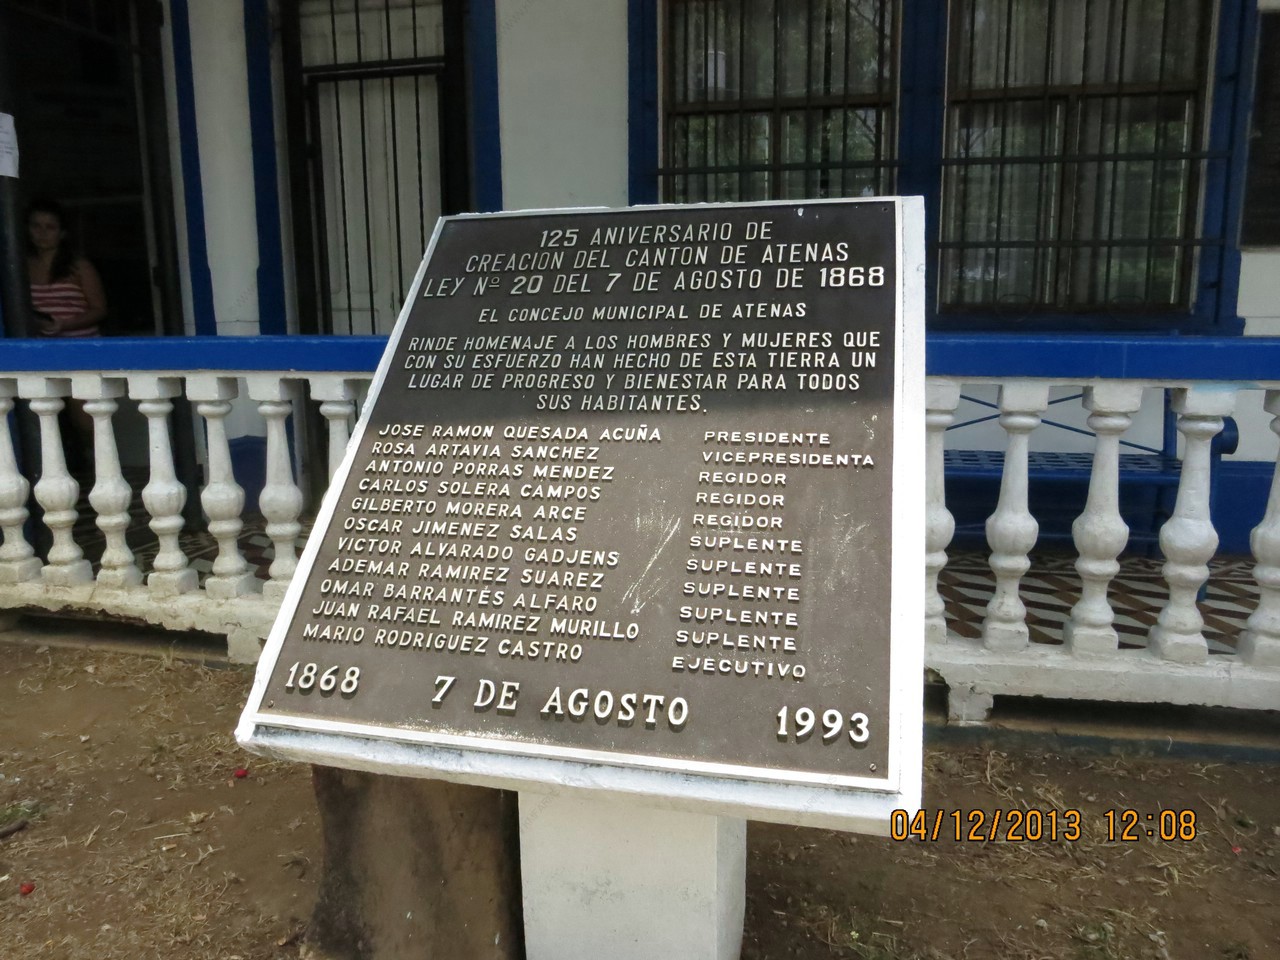 125 ANIVERSARIO DE
CREACION DEL CANTON DE ATENAS
LEY Nº 20 DEL 7 DE AGOSTO DE 1868
EL CONCEJO MUNICIPAL DE ATENAS
RINDE HOMENAJE A LOS HOMBRES Y MUJERES QUE
CON SU ESFUERZO HAN HECHO DE ESTA TIERRA UN
LUGAR DE PROGRESO Y BIENESTAR PARA TODOS
SUS HABITANTES.
JOSE RAMON QUESADA ACUÑA PRESIDENTE
ROSA ARTAVIA SANCHEZ VICEPRESIDENTA
ANTONIO PORRAS MENDEZ REGIDOR
CARLOS SOLERA CAMPOS REGIDOR
GILBERTO MORERA ARCE REGIDOR
OSCAR JIMENEZ SALAS SUPLENTE
VICTOR ALVARADO GADJENS SUPLENTE
ADEMAR RAMIREZ SUAREZ SUPLENTE
OMAR BARRANTES ALFARO SUPLENTE
JUAN RAFAEL RAMIREZ MURILLO SUPLENTE
MARIO RODRIGUEZ CASTRO EJECUTIVO
1868 7 DE AGOSTO 1993
04/12/2013 12:08